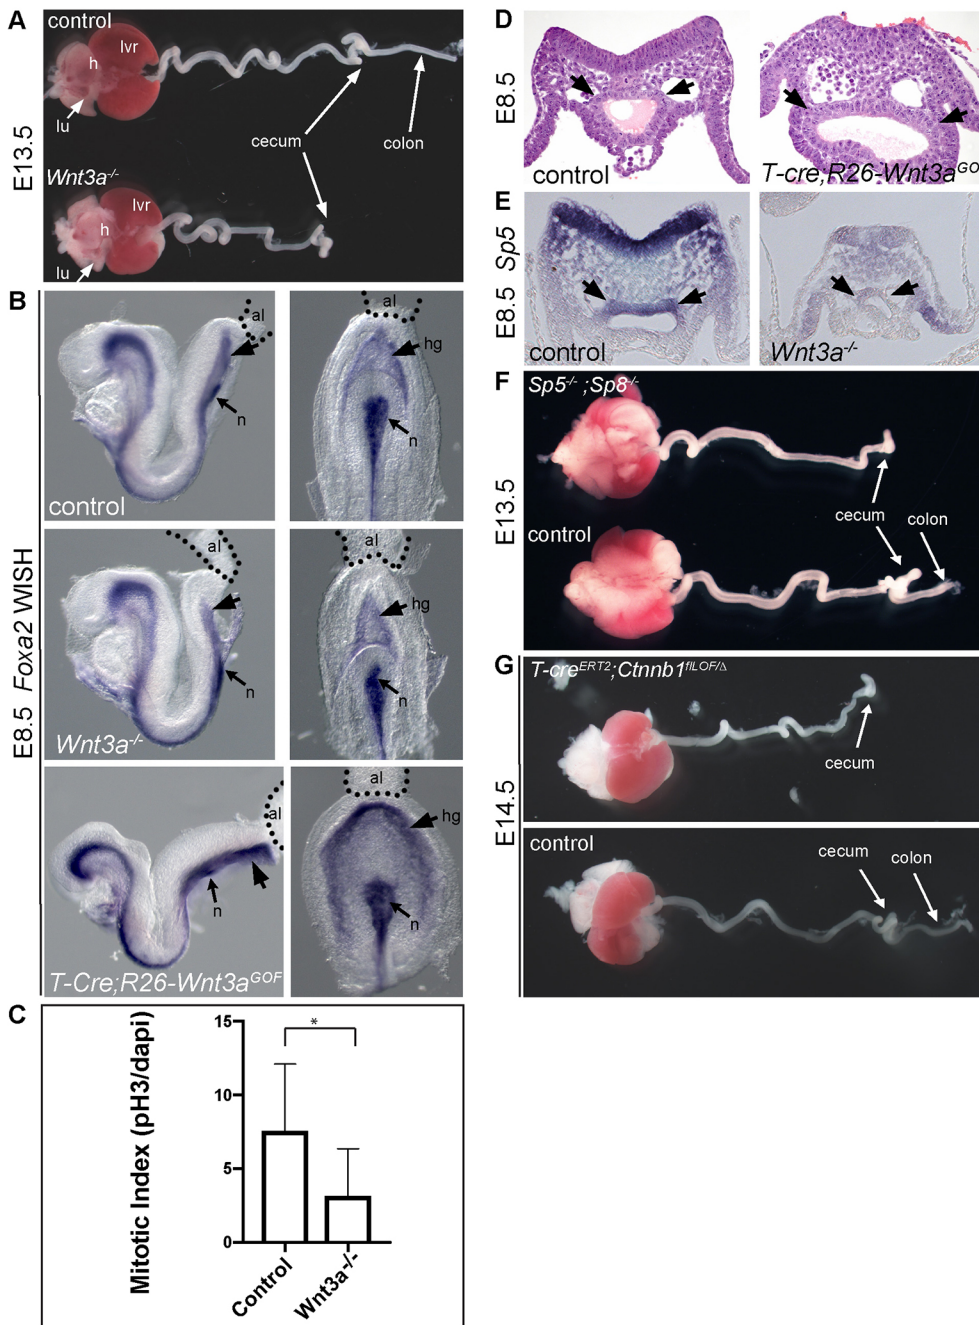 A
control
lvr
h
lu
cecum
colon
E13.5
Wnt3a-/-
lvr
h
lu
B
E8.5 Foxa2 WISH
al
n
control
al
hg
n
al
n
Wnt3a-/-
al
hg
n
al
n
T-Cre;R26-Wnt3aGOF
al
hg
n
C
Mitotic Index (pH3/dapi)
15
10
5
0
*
Control
Wnt3a-/-
D
E8.5
control
T-cre,R26-Wnt3aGOF
E
E8.5 Sp5
control
Wnt3a-/-
F
E13.5
Sp5-/-;Sp8-/-
cecum
colon
control
G
E14.5
T-creERT2;Ctnnb1flLOF/Δ
cecum
control
cecum
colon